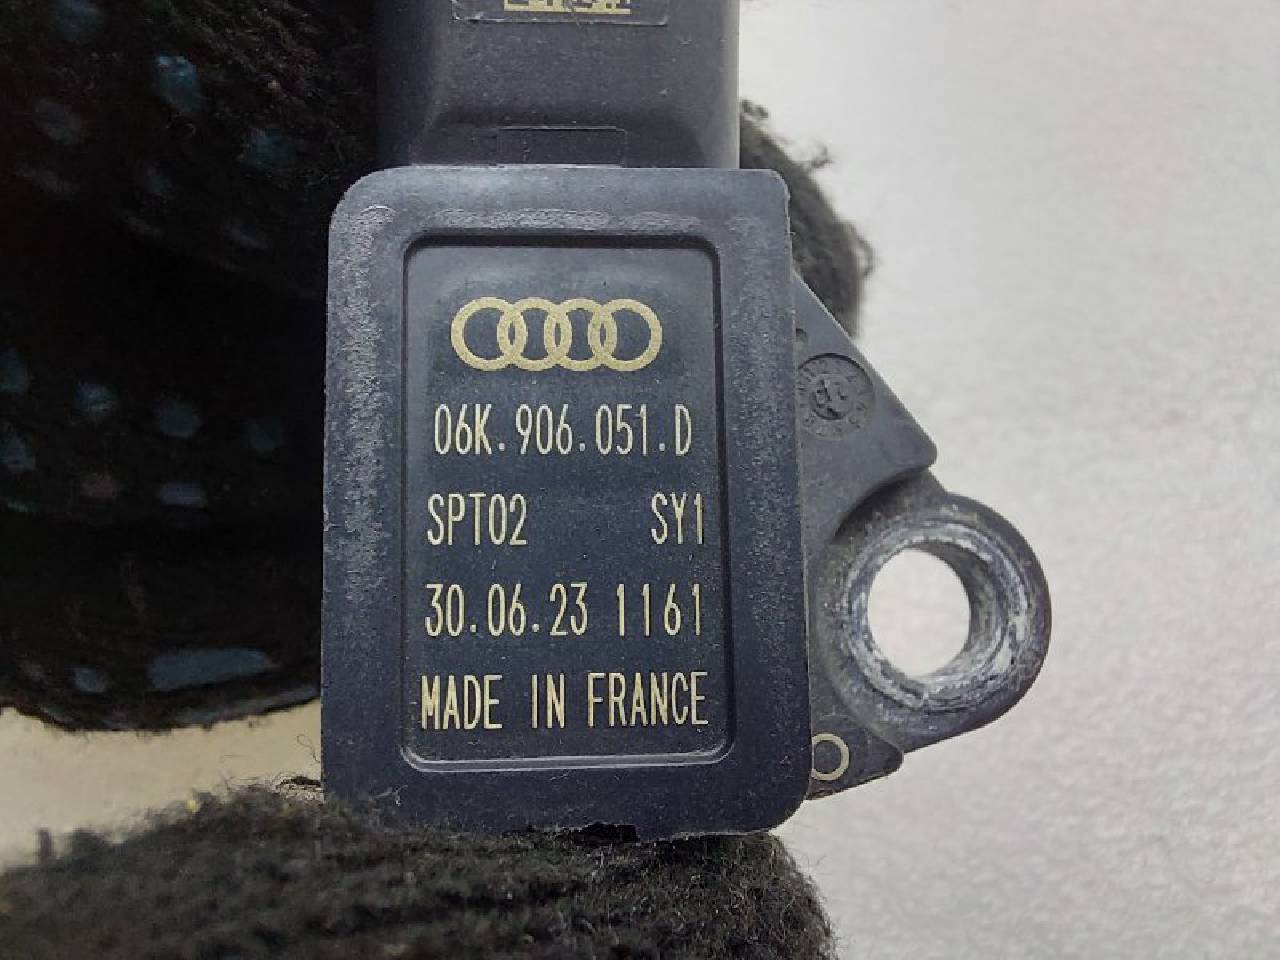 06K.906.051.D
SPT02 SY1
30.06.23 1161
MADE IN FRANCE